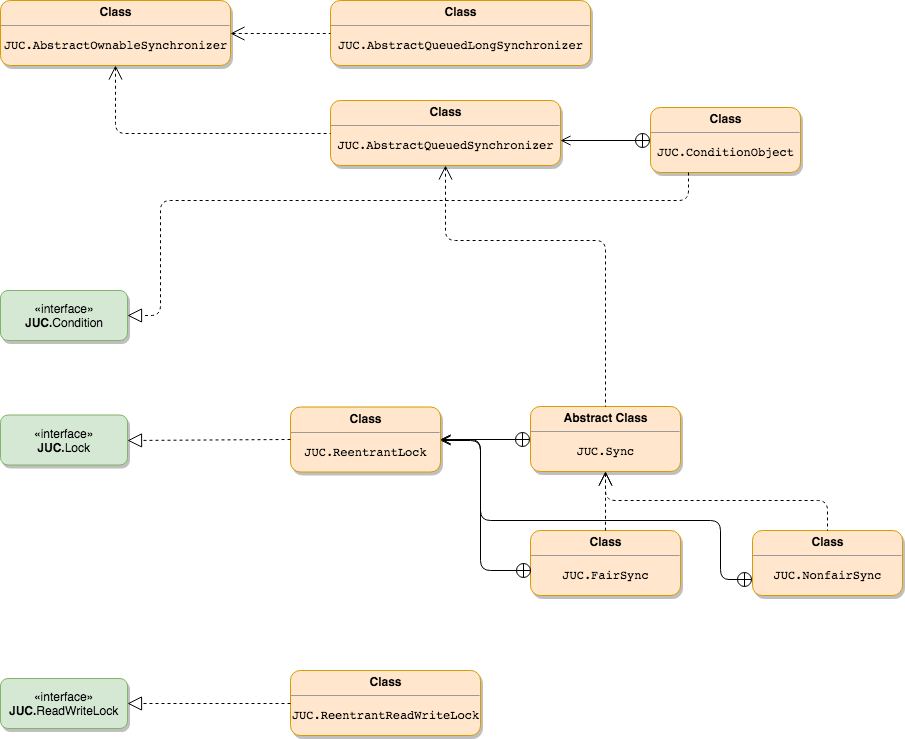 Class
JUC.AbstractOwnableSynchronizer
Class
JUC.AbstractQueuedLongSynchronizer
Class
JUC.AbstractQueuedSynchronizer
Class
JUC.ConditionObject
«interface»
JUC.Condition
«interface»
JUC.Lock
Class
JUC.ReentrantLock
Abstract Class
JUC.Sync
Class
JUC.FairSync
Class
JUC.NonfairSync
«interface»
JUC.ReadWriteLock
Class
JUC.ReentrantReadWriteLock